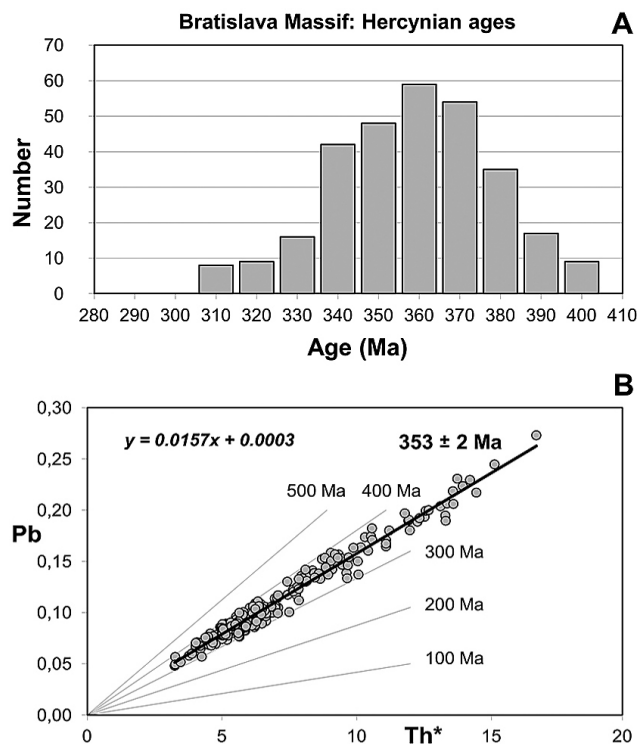 Bratislava Massif: Hercynian ages
A
70
60
50
40
30
20
10
0
Number
280 290 300 310 320 330 340 350 360 370 380 390 400 410
Age (Ma)
B
0,30
0,25
0,20
0,15
0,10
0,05
0,00
Pb
y = 0.0157x + 0.0003
353 ± 2 Ma
500 Ma
400 Ma
300 Ma
200 Ma
100 Ma
0 5 10 15 20
Th*